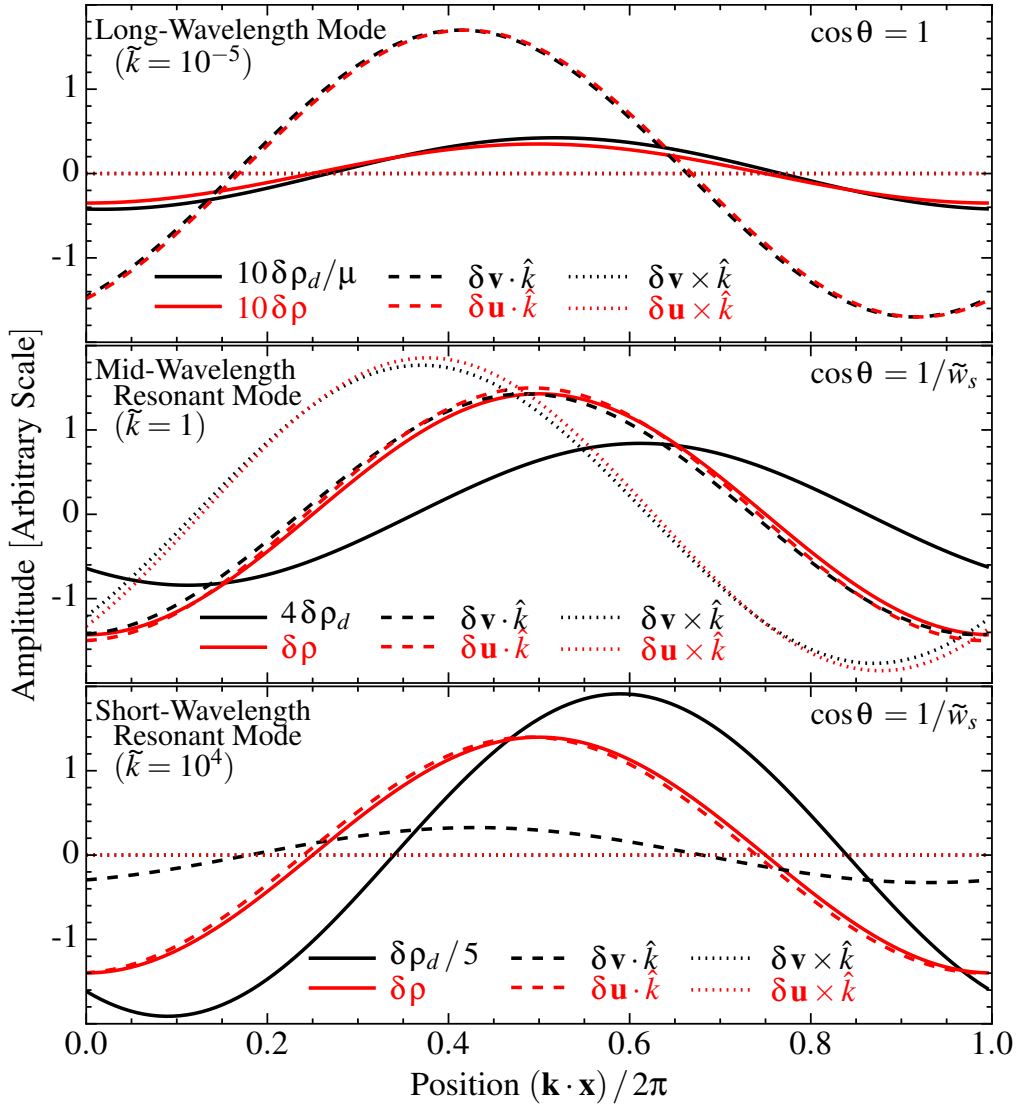 Long-Wavelength Mode
(k̃ = 10⁻⁵)
cos θ = 1
1
0
-1
10 δρ_d / μ
δv · k̂
δv × k̂
10 δρ
δu · k̂
δu × k̂
Mid-Wavelength
Resonant Mode
(k̃ = 1)
cos θ = 1/w̃_s
1
0
-1
4 δρ_d
δv · k̂
δv × k̂
δρ
δu · k̂
δu × k̂
Short-Wavelength
Resonant Mode
(k̃ = 10⁴)
cos θ = 1/w̃_s
1
0
-1
δρ_d / 5
δv · k̂
δv × k̂
δρ
δu · k̂
δu × k̂
0.0 0.2 0.4 0.6 0.8 1.0
Position (k · x) / 2π
Amplitude [Arbitrary Scale]